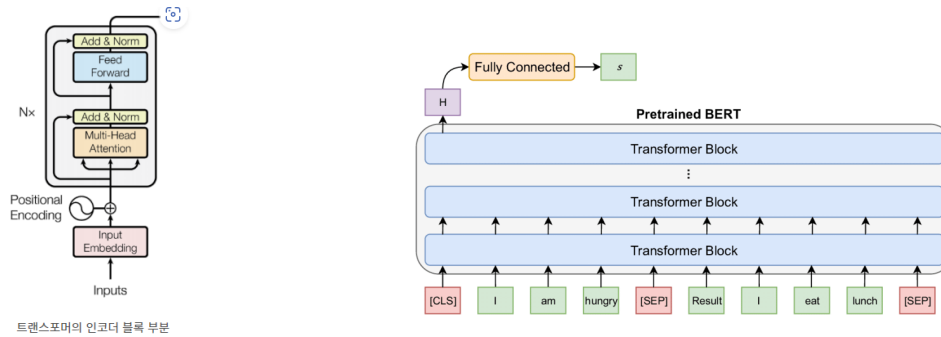 Add & Norm
Feed
Forward
N×
Add & Norm
Multi-Head
Attention
Positional
Encoding
Input
Embedding
Inputs
트랜스포머의 인코더 블록 부분
Fully Connected
s
H
Pretrained BERT
Transformer Block
⋮
Transformer Block
Transformer Block
[CLS] I am hungry [SEP] Result I eat lunch [SEP]